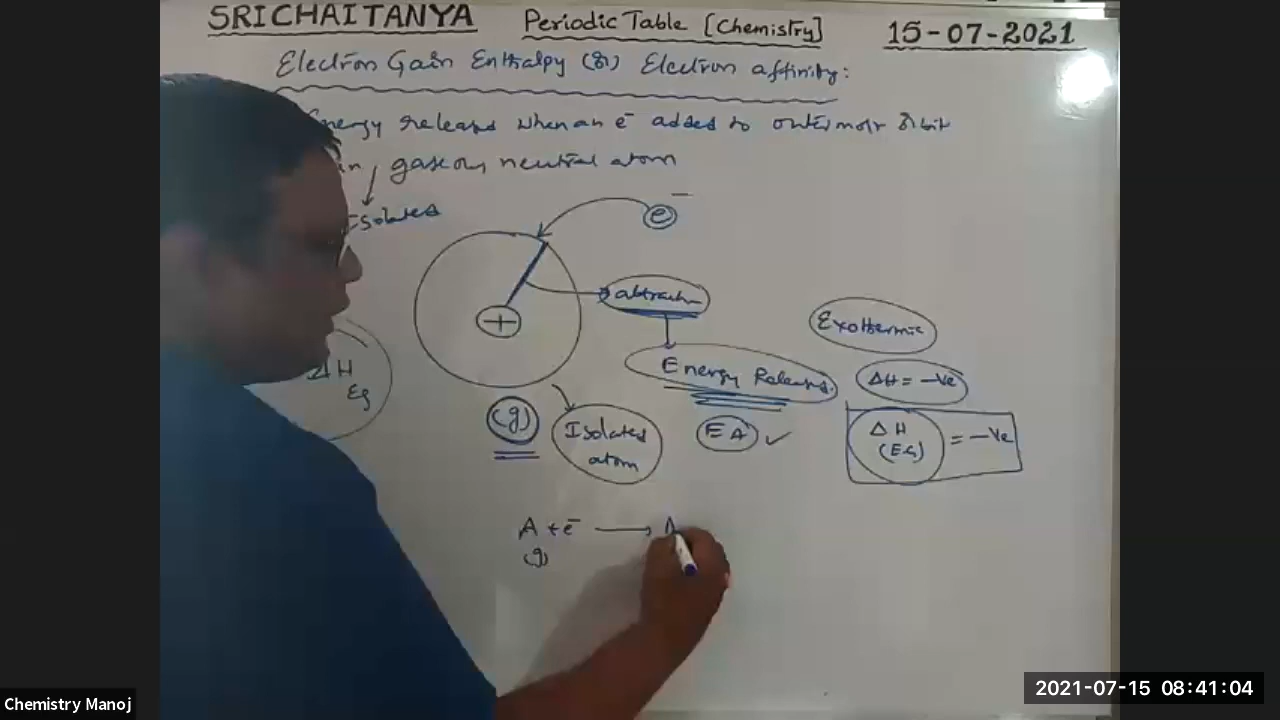 SRICHAITANYA Periodic Table [Chemistry] 15-07-2021
Electron Gain Enthalpy (or) Electron affinity:
Energy released when an e⁻ added to outermost orbit
in gaseous neutral atom
Isolated
e⁻
+
attraction
Exothermic
Energy Releases.
ΔH = -Ve
ΔH
Eg
(g)
Isolated
atom
EA ✓
ΔH
(EG) = -Ve
A + e⁻ → A
(g)
Chemistry Manoj
2021-07-15 08:41:04